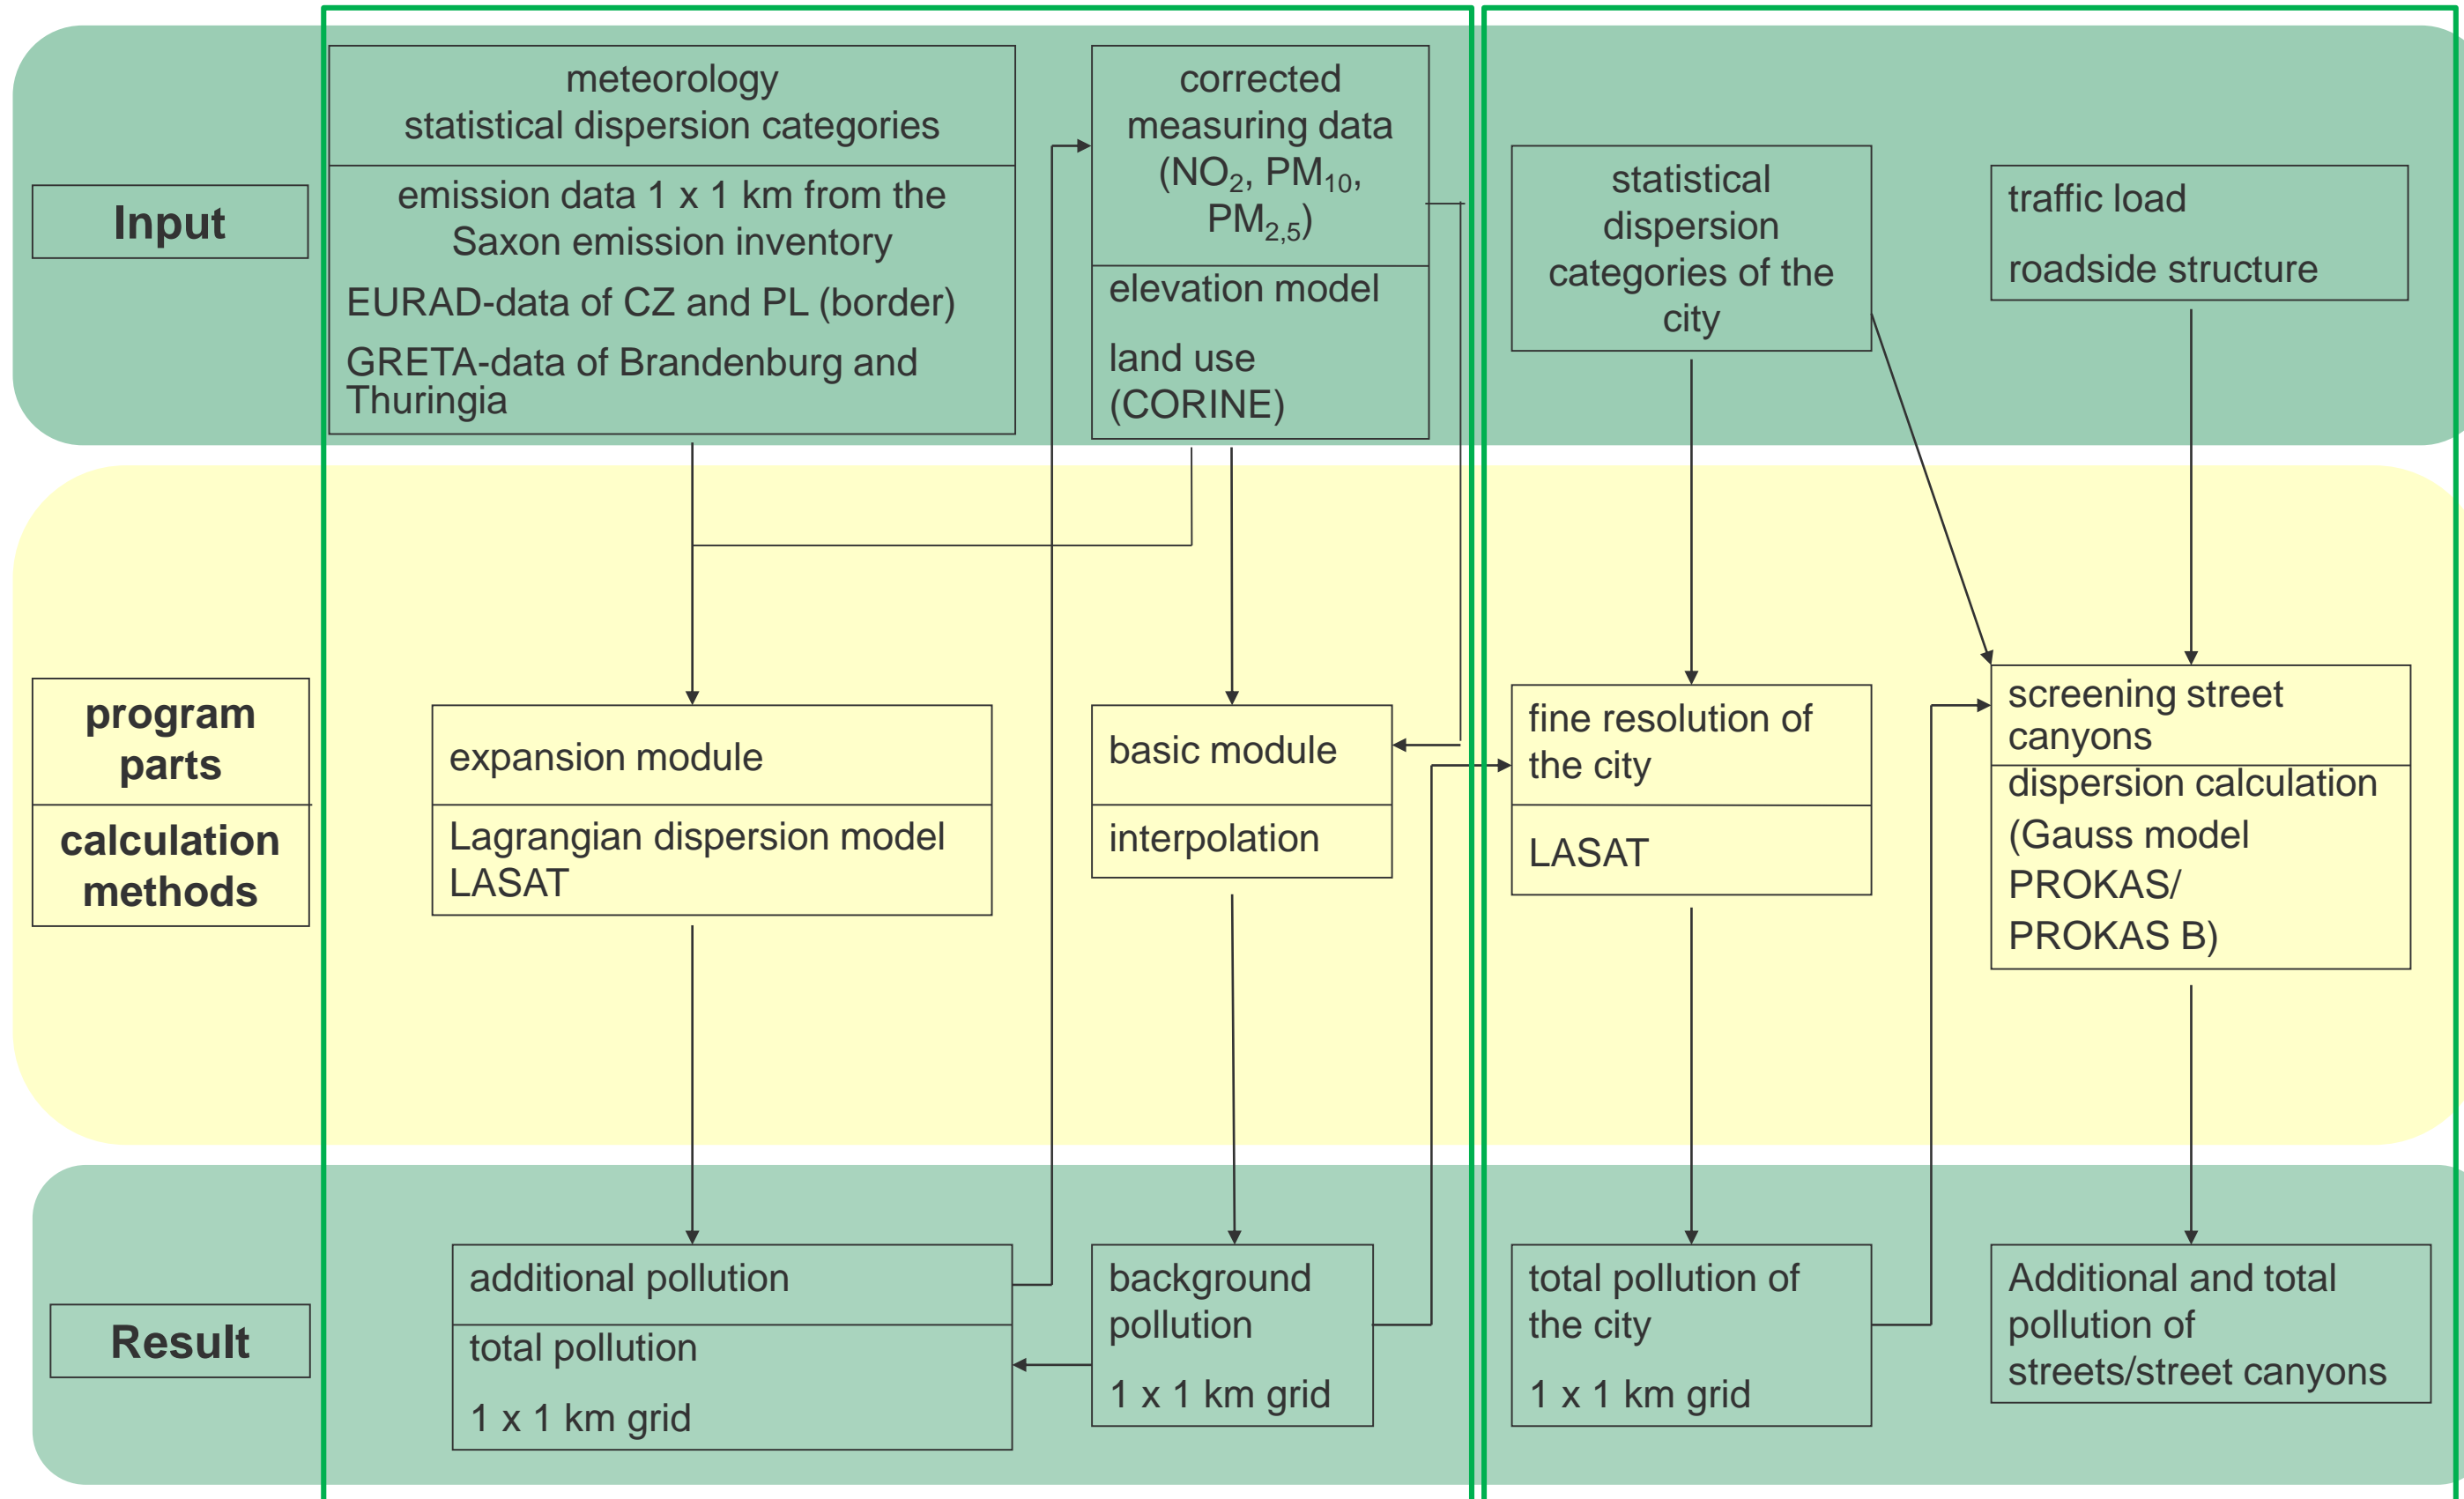 Input
meteorology
statistical dispersion categories
emission data 1 x 1 km from the
Saxon emission inventory
EURAD-data of CZ and PL (border)
GRETA-data of Brandenburg and
Thuringia
corrected
measuring data
(NO₂, PM₁₀,
PM₂,₅)
elevation model
land use
(CORINE)
statistical
dispersion
categories of the
city
traffic load
roadside structure
program
parts
calculation
methods
expansion module
Lagrangian dispersion model
LASAT
basic module
interpolation
fine resolution of
the city
LASAT
screening street
canyons
dispersion calculation
(Gauss model
PROKAS/
PROKAS B)
Result
additional pollution
total pollution
1 x 1 km grid
background
pollution
1 x 1 km grid
total pollution of
the city
1 x 1 km grid
Additional and total
pollution of
streets/street canyons